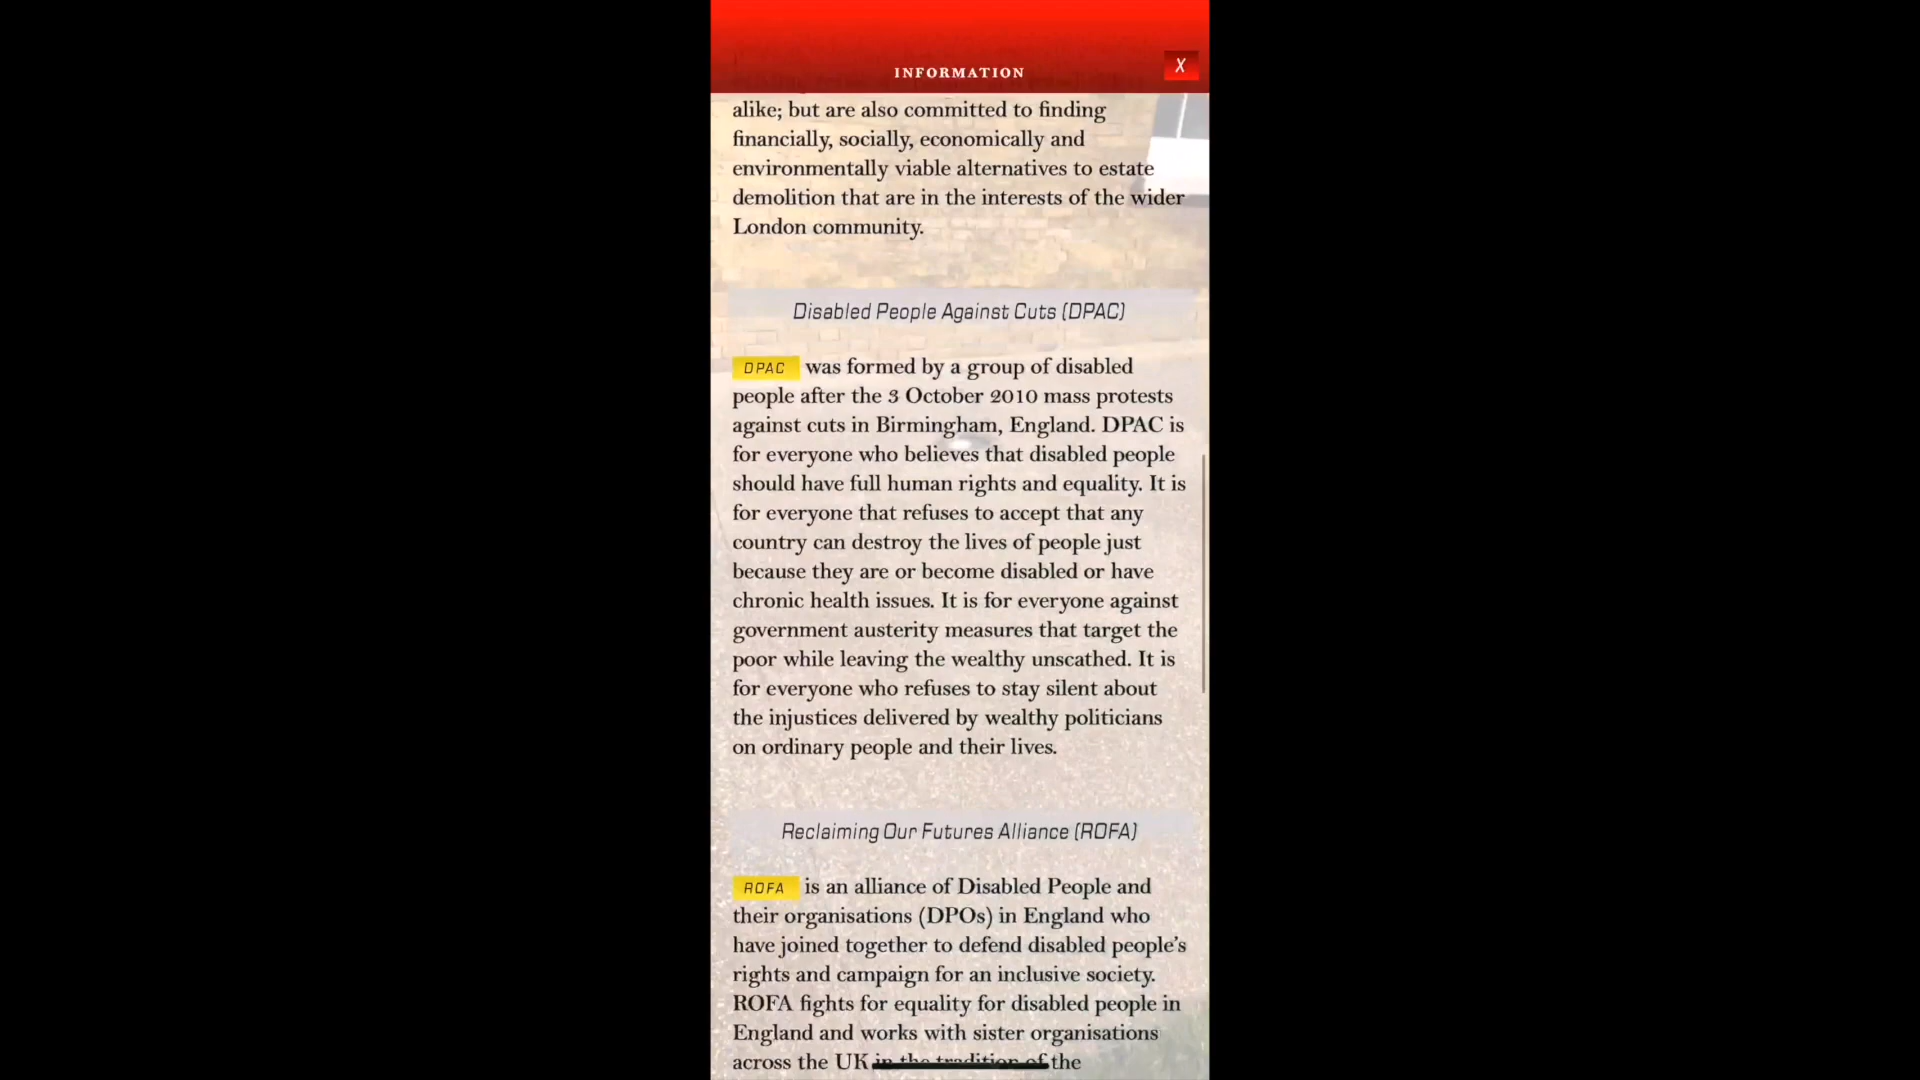 INFORMATION
X
alike; but are also committed to finding
financially, socially, economically and
environmentally viable alternatives to estate
demolition that are in the interests of the wider
London community.
Disabled People Against Cuts (DPAC)
DPAC was formed by a group of disabled
people after the 3 October 2010 mass protests
against cuts in Birmingham, England. DPAC is
for everyone who believes that disabled people
should have full human rights and equality. It is
for everyone that refuses to accept that any
country can destroy the lives of people just
because they are or become disabled or have
chronic health issues. It is for everyone against
government austerity measures that target the
poor while leaving the wealthy unscathed. It is
for everyone who refuses to stay silent about
the injustices delivered by wealthy politicians
on ordinary people and their lives.
Reclaiming Our Futures Alliance (ROFA)
ROFA is an alliance of Disabled People and
their organisations (DPOs) in England who
have joined together to defend disabled people's
rights and campaign for an inclusive society.
ROFA fights for equality for disabled people in
England and works with sister organisations
across the UK in the tradition of the